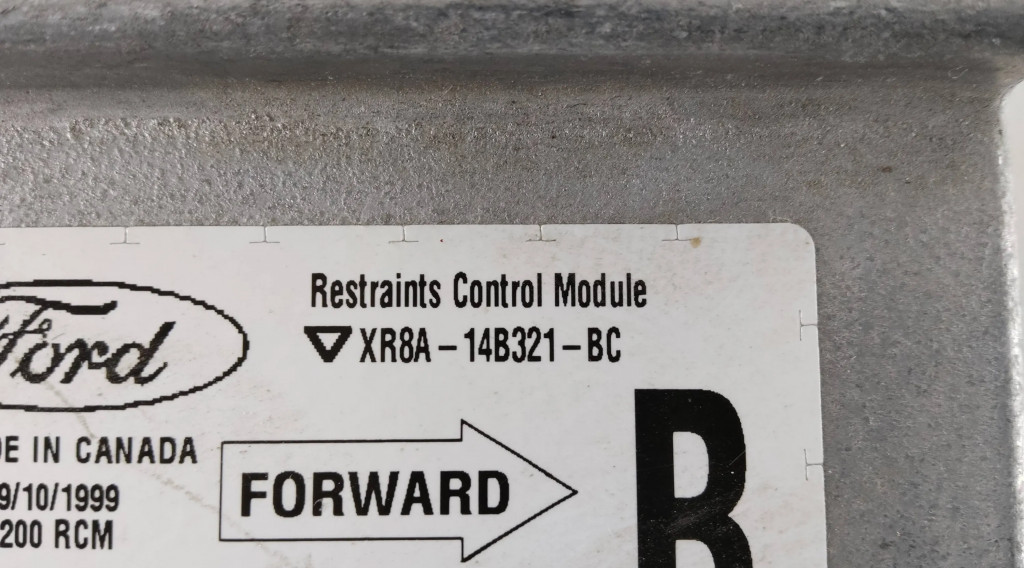 Restraints Control Module
XR8A-14B321-BC
Ford
DE IN CANADA
9/10/1999
200 RCM
FORWARD